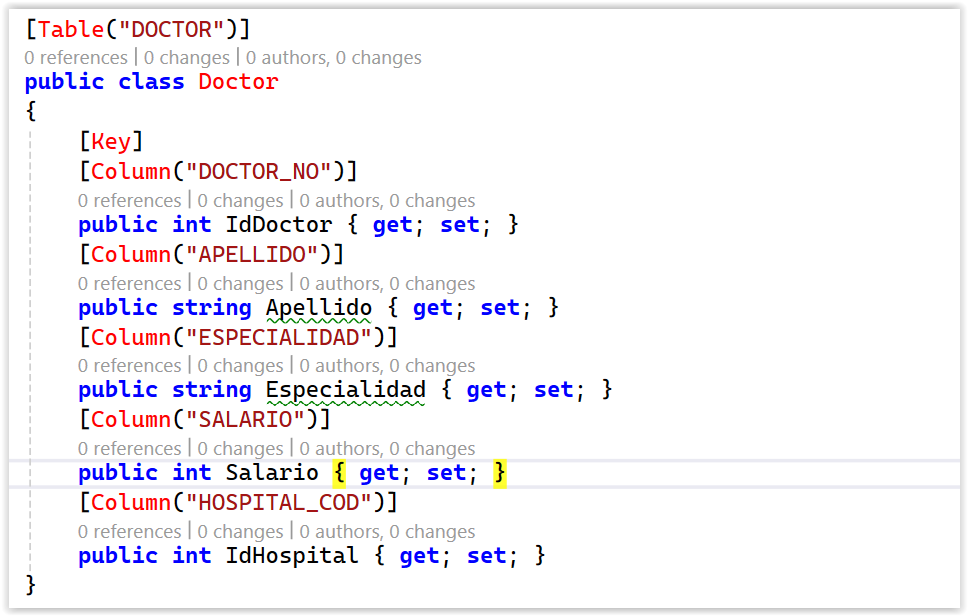 [Table("DOCTOR")]
0 references | 0 changes | 0 authors, 0 changes
public class Doctor
{
[Key]
[Column("DOCTOR_NO")]
0 references | 0 changes | 0 authors, 0 changes
public int IdDoctor { get; set; }
[Column("APELLIDO")]
0 references | 0 changes | 0 authors, 0 changes
public string Apellido { get; set; }
[Column("ESPECIALIDAD")]
0 references | 0 changes | 0 authors, 0 changes
public string Especialidad { get; set; }
[Column("SALARIO")]
0 references | 0 changes | 0 authors, 0 changes
public int Salario { get; set; }
[Column("HOSPITAL_COD")]
0 references | 0 changes | 0 authors, 0 changes
public int IdHospital { get; set; }
}